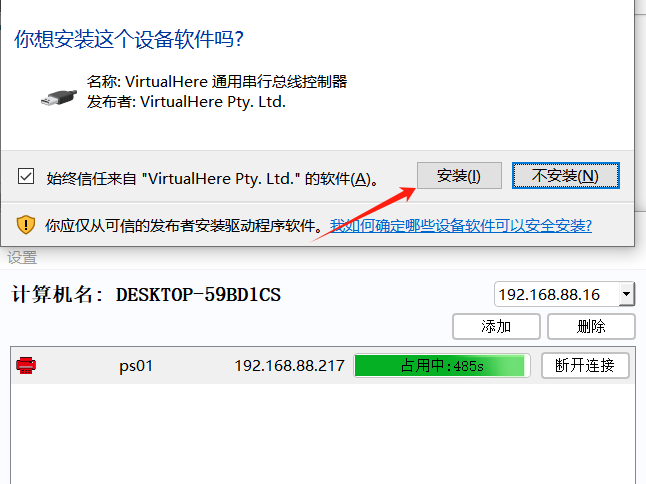 你想安装这个设备软件吗?
名称: VirtualHere 通用串行总线控制器
发布者: VirtualHere Pty. Ltd.
始终信任来自 "VirtualHere Pty. Ltd." 的软件(A)。
安装(I)
不安装(N)
你应仅从可信的发布者安装驱动程序软件。我如何确定哪些设备软件可以安全安装?
设置
计算机名: DESKTOP-59BD1CS
192.168.88.16
添加
删除
ps01
192.168.88.217
占用中:485s
断开连接